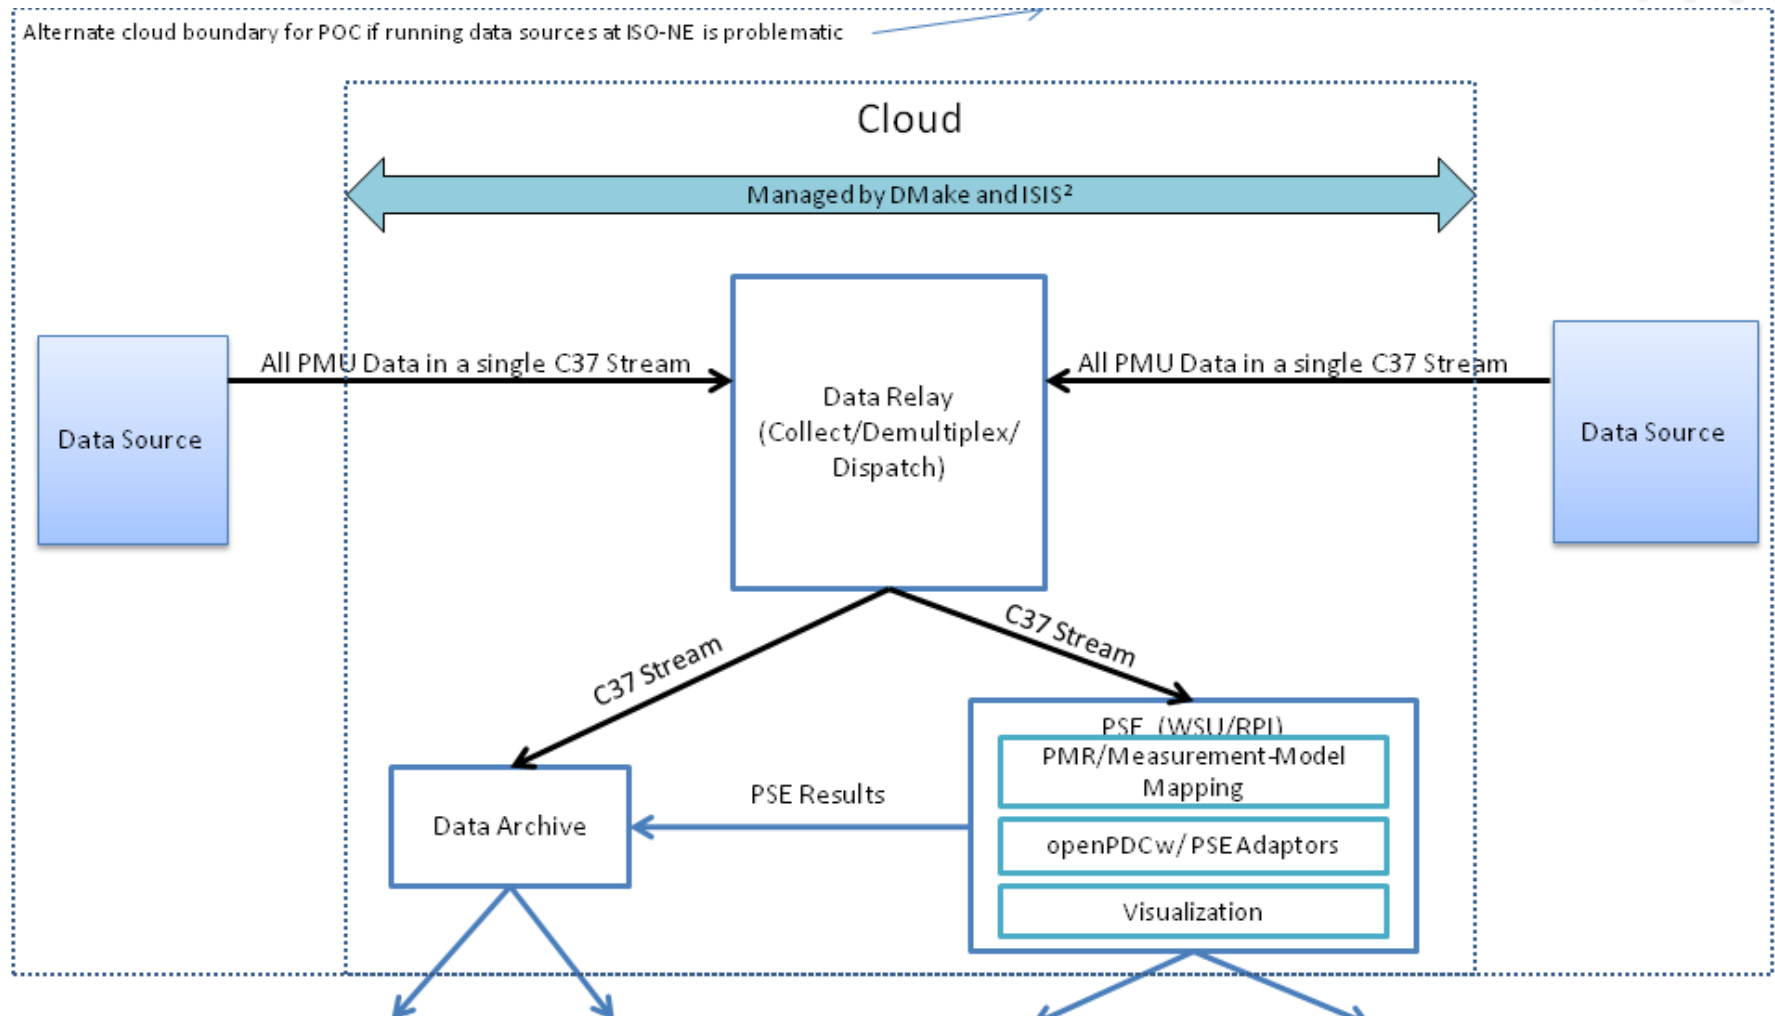 Alternate cloud boundary for POC if running data sources at ISO-NE is problematic
Cloud
Managed by DMake and ISIS²
All PMU Data in a single C37 Stream
All PMU Data in a single C37 Stream
Data Source
Data Relay
(Collect/Demultiplex/
Dispatch)
Data Source
C37 Stream
C37 Stream
PSE (WSU/RPI)
PMR/Measurement-Model
Mapping
PSE Results
Data Archive
openPDC w/ PSE Adaptors
Visualization